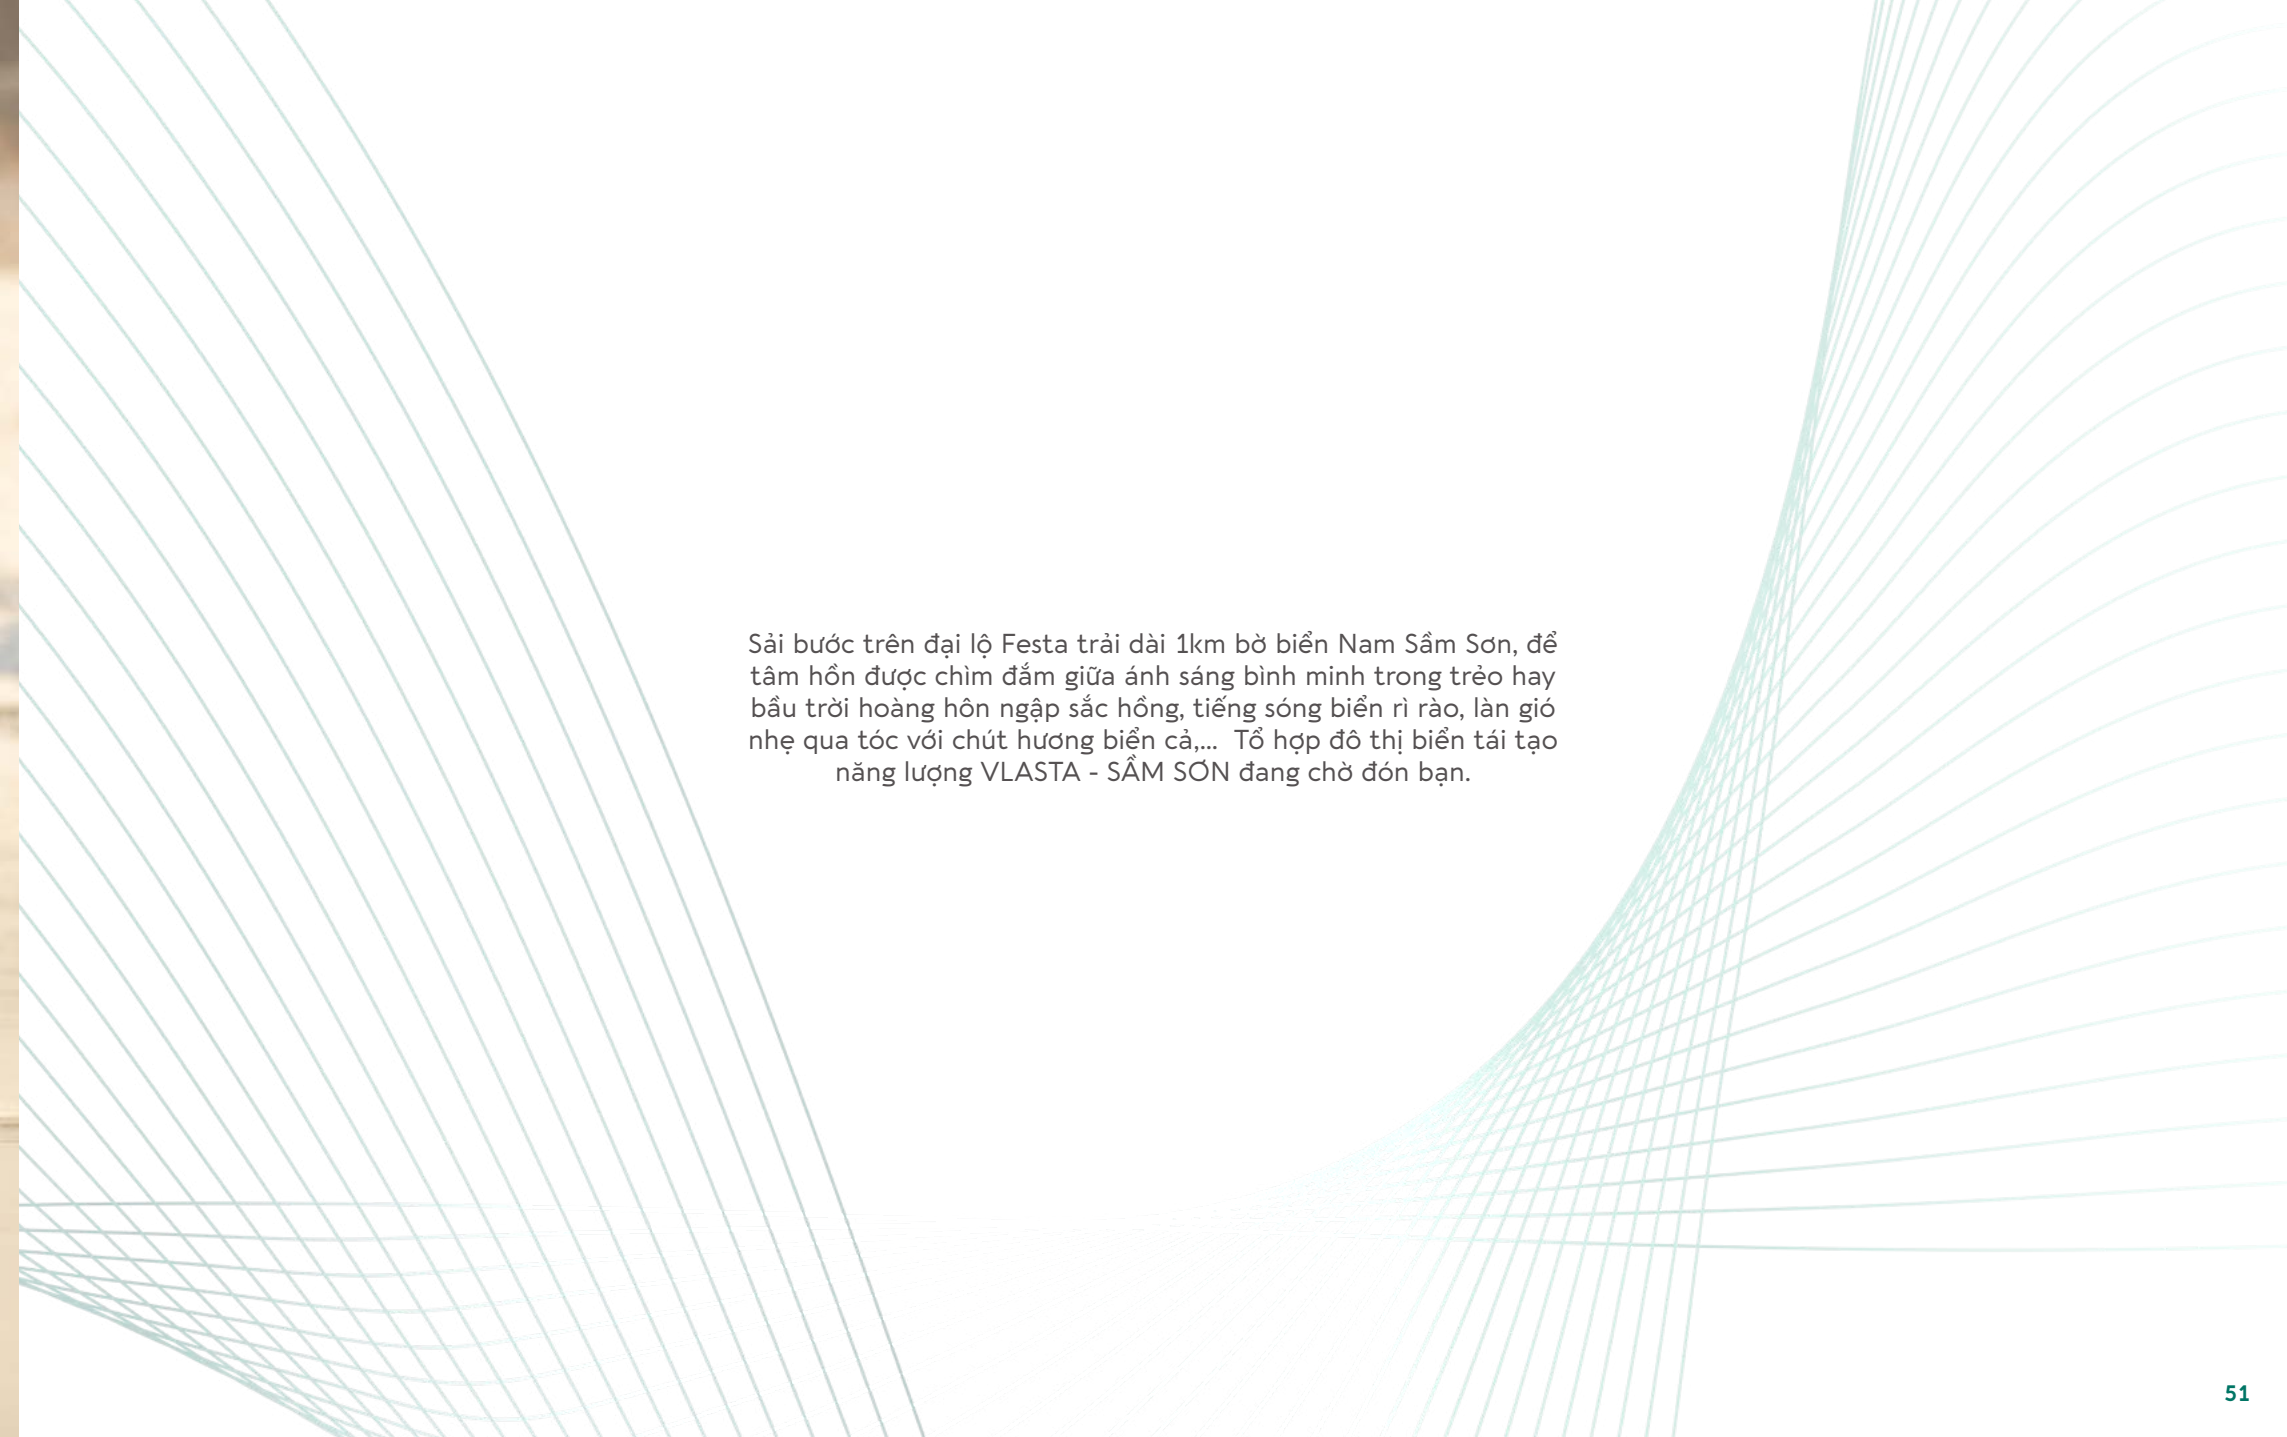 Sải bước trên đại lộ Festa trải dài 1km bờ biển Nam Sầm Sơn, để
tâm hồn được chìm đắm giữa ánh sáng bình minh trong trẻo hay
bầu trời hoàng hôn ngập sắc hồng, tiếng sóng biển rì rào, làn gió
nhẹ qua tóc với chút hương biển cả,...  Tổ hợp đô thị biển tái tạo
năng lượng VLASTA - SẦM SƠN đang chờ đón bạn.
51